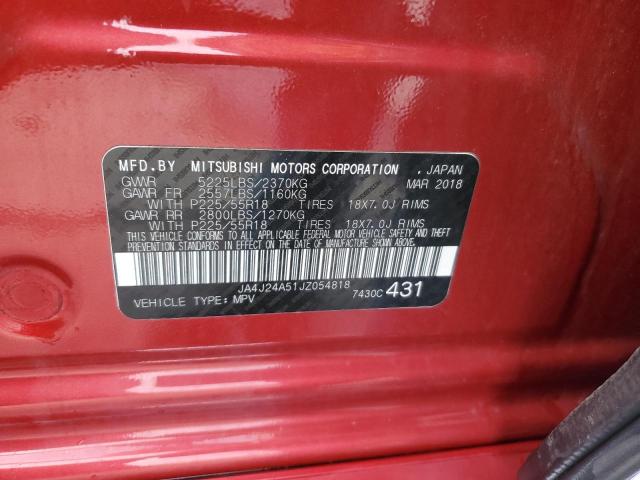 MFD.BY MITSUBISHI MOTORS CORPORATION , JAPAN
GVWR 5225LBS/2370KG MAR 2018
GAWR FR 2557LBS/1160KG
WITH P225/55R18 TIRES 18X7.0J RIMS
GAWR RR 2800LBS/1270KG
WITH P225/55R18 TIRES 18X7.0J RIMS
THIS VEHICLE CONFORMS TO ALL APPLICABLE FEDERAL MOTOR VEHICLE SAFETY AND THEFT
PREVENTION STANDARDS IN EFFECT ON THE DATE OF MANUFACTURE SHOWN ABOVE.
JA4J24A51JZ054818
VEHICLE TYPE:MPV 7430C 431